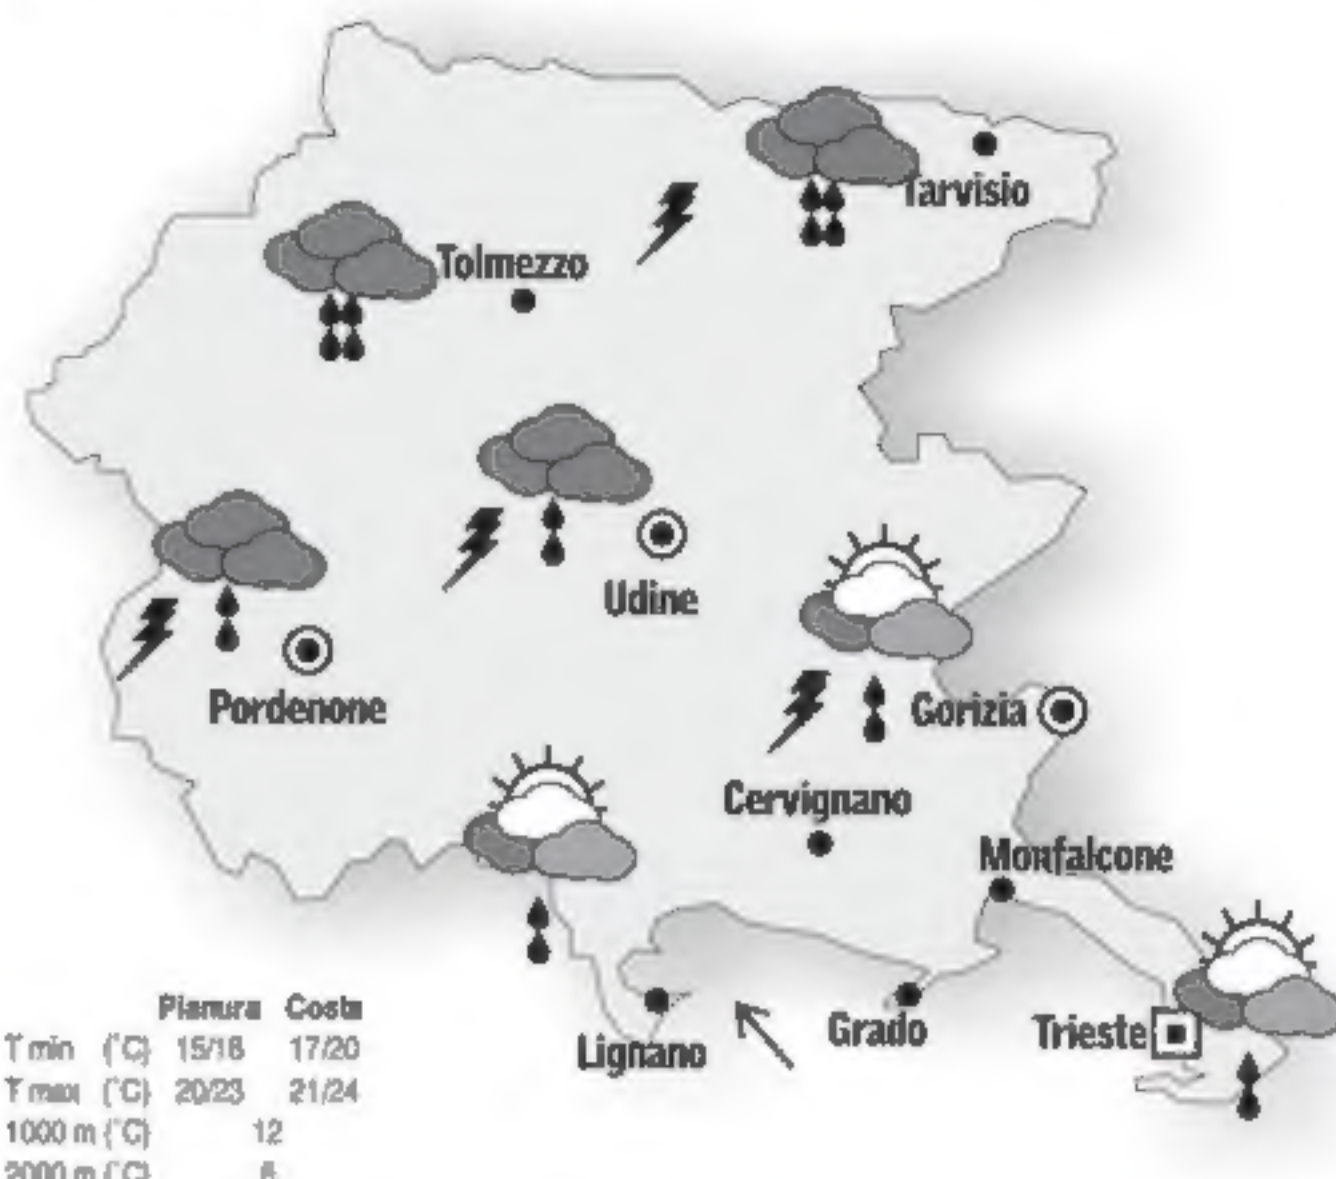 Tarvisio
Tolmezzo
Udine
Pordenone
Gorizia
Cervignano
Monfalcone
Grado
Trieste
Lignano
Pianura Costa
T min (°C) 15/18 17/20
T max (°C) 20/23 21/24
1000 m (°C) 12
2000 m (°C)